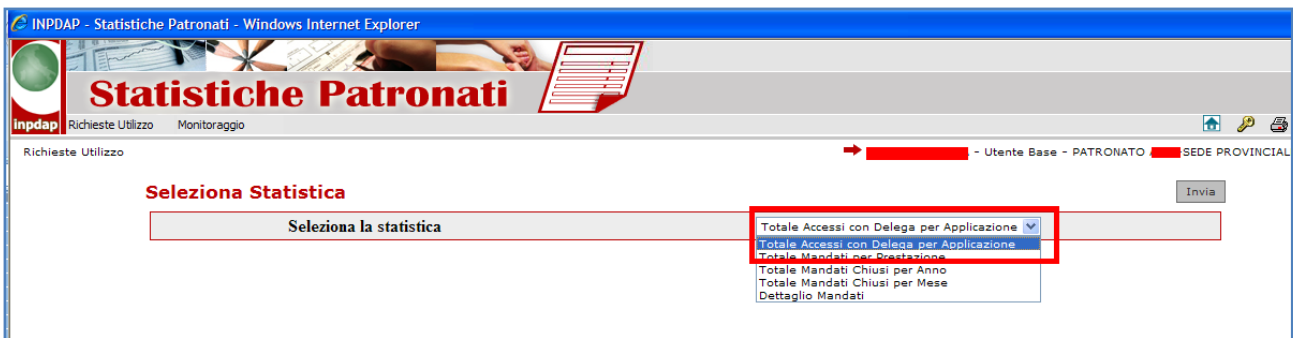 INPDAP - Statistiche Patronati - Windows Internet Explorer
Statistiche Patronati
inpdap Richieste Utilizzo Monitoraggio
Richieste Utilizzo - Utente Base - PATRONATO SEDE PROVINCIAL
Seleziona Statistica Invia
Seleziona la statistica Totale Accessi con Delega per Applicazione
Totale Accessi con Delega per Applicazione
Totale Mandati per Prestazione
Totale Mandati Chiusi per Anno
Totale Mandati Chiusi per Mese
Dettaglio Mandati